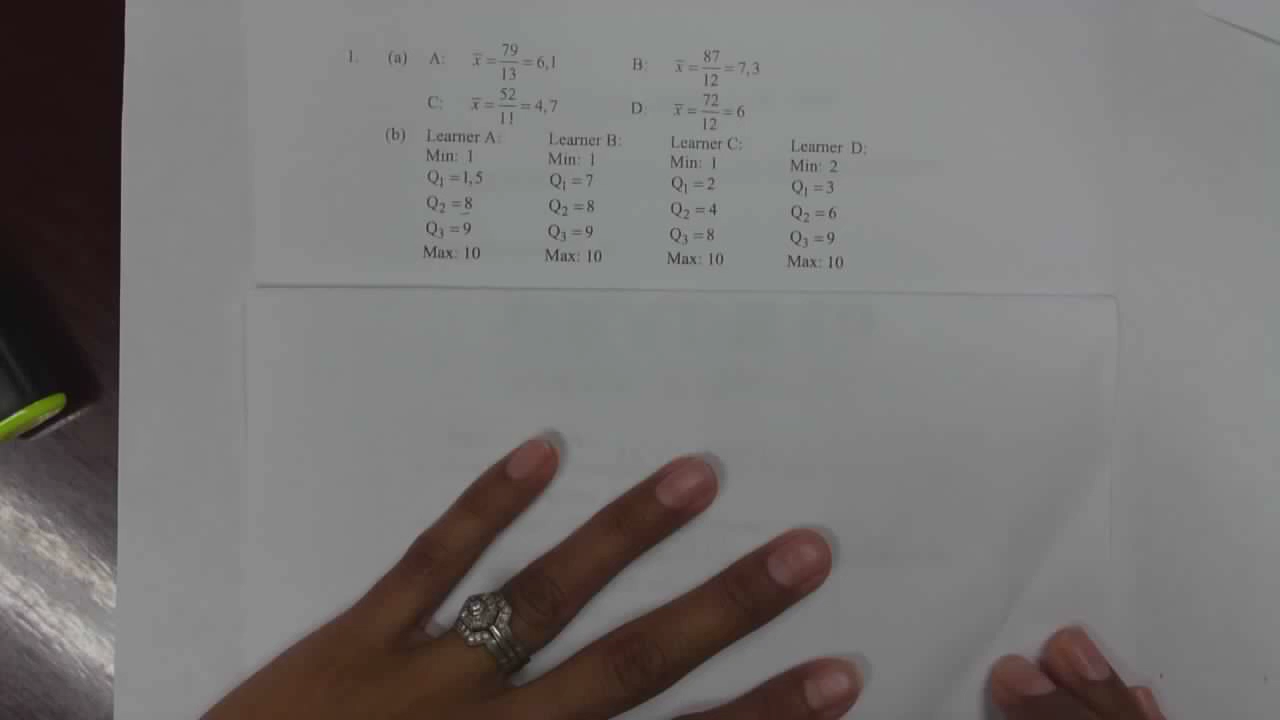 1. (a) A: x̄ = 79/13 = 6,1 B: x̄ = 87/12 = 7,3
C: x̄ = 52/11 = 4,7 D: x̄ = 72/12 = 6
(b) Learner A: Learner B: Learner C: Learner D:
Min: 1 Min: 1 Min: 1 Min: 2
Q₁ = 1,5 Q₁ = 7 Q₁ = 2 Q₁ = 3
Q₂ = 8 Q₂ = 8 Q₂ = 4 Q₂ = 6
Q₃ = 9 Q₃ = 9 Q₃ = 8 Q₃ = 9
Max: 10 Max: 10 Max: 10 Max: 10